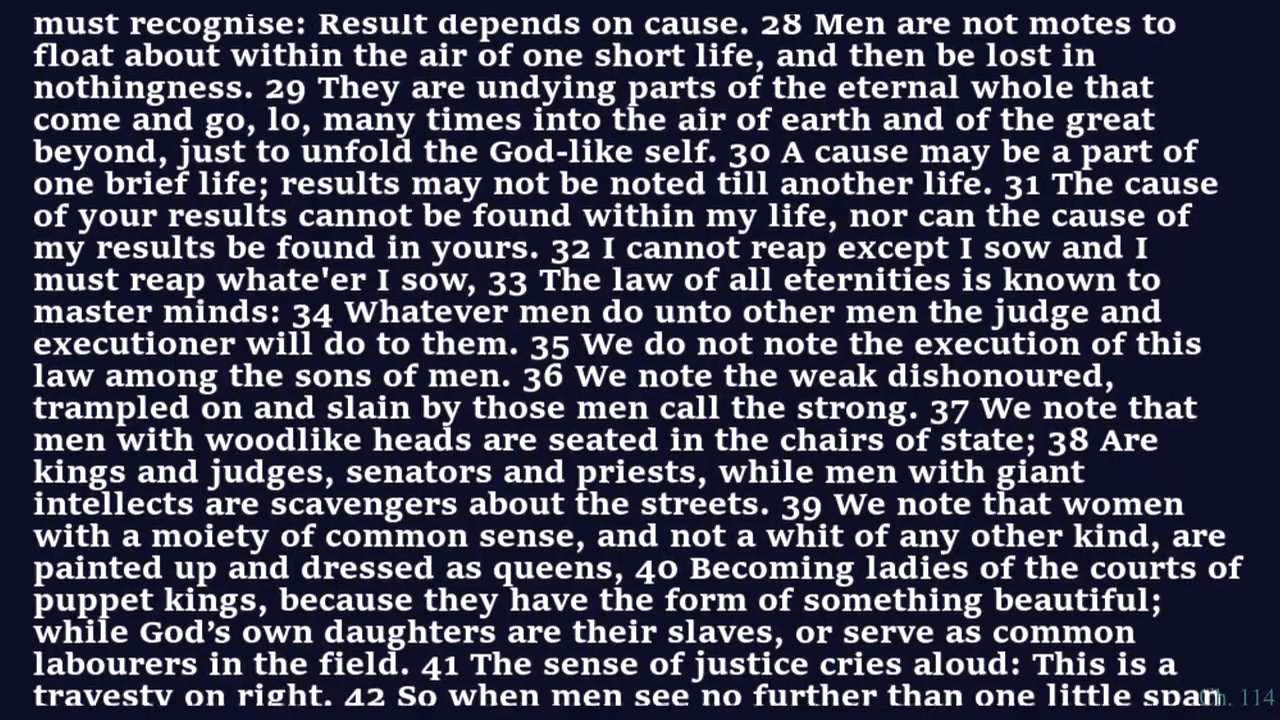 must recognise: Result depends on cause. 28 Men are not motes to
float about within the air of one short life, and then be lost in
nothingness. 29 They are undying parts of the eternal whole that
come and go, lo, many times into the air of earth and of the great
beyond, just to unfold the God-like self. 30 A cause may be a part of
one brief life; results may not be noted till another life. 31 The cause
of your results cannot be found within my life, nor can the cause of
my results be found in yours. 32 I cannot reap except I sow and I
must reap whate'er I sow, 33 The law of all eternities is known to
master minds: 34 Whatever men do unto other men the judge and
executioner will do to them. 35 We do not note the execution of this
law among the sons of men. 36 We note the weak dishonoured,
trampled on and slain by those men call the strong. 37 We note that
men with woodlike heads are seated in the chairs of state; 38 Are
kings and judges, senators and priests, while men with giant
intellects are scavengers about the streets. 39 We note that women
with a moiety of common sense, and not a whit of any other kind, are
painted up and dressed as queens, 40 Becoming ladies of the courts of
puppet kings, because they have the form of something beautiful;
while God’s own daughters are their slaves, or serve as common
labourers in the field. 41 The sense of justice cries aloud: This is a
travesty on right. 42 So when men see no further than one little span
Ch. 114